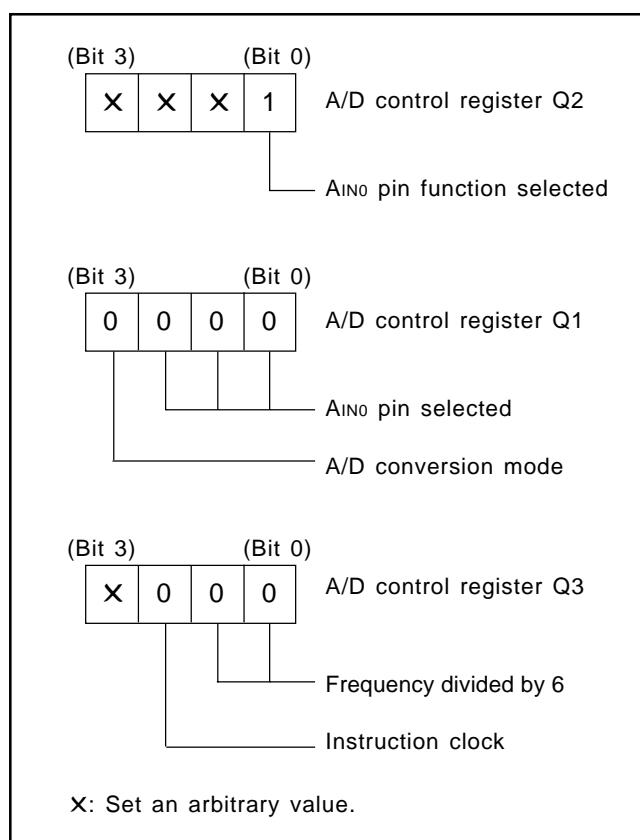 (Bit 3) (Bit 0)
× × × 1 A/D control register Q2
AIN0 pin function selected
(Bit 3) (Bit 0)
0 0 0 0 A/D control register Q1
AIN0 pin selected
A/D conversion mode
(Bit 3) (Bit 0)
× 0 0 0 A/D control register Q3
Frequency divided by 6
Instruction clock
×: Set an arbitrary value.